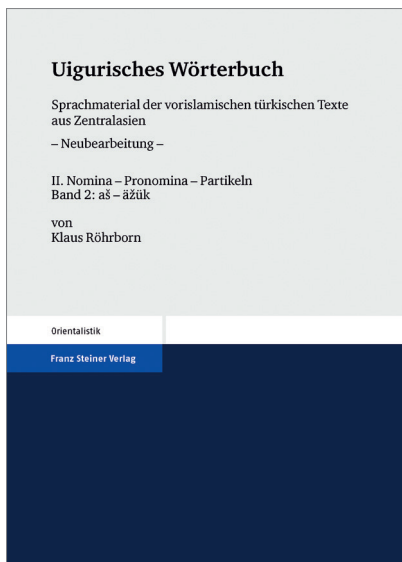 Uigurisches Wörterbuch
Sprachmaterial der vorislamischen türkischen Texte
aus Zentralasien
– Neubearbeitung –
II. Nomina – Pronomina – Partikeln
Band 2: aš – äžük
von
Klaus Röhrborn
Orientalistik
Franz Steiner Verlag